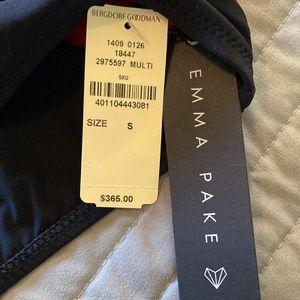 BERGDORF GOODMAN
1409 0126
18447
2975597 MULTI
SKU
401104443081
SIZE S
$365.00
EMMA PAKE